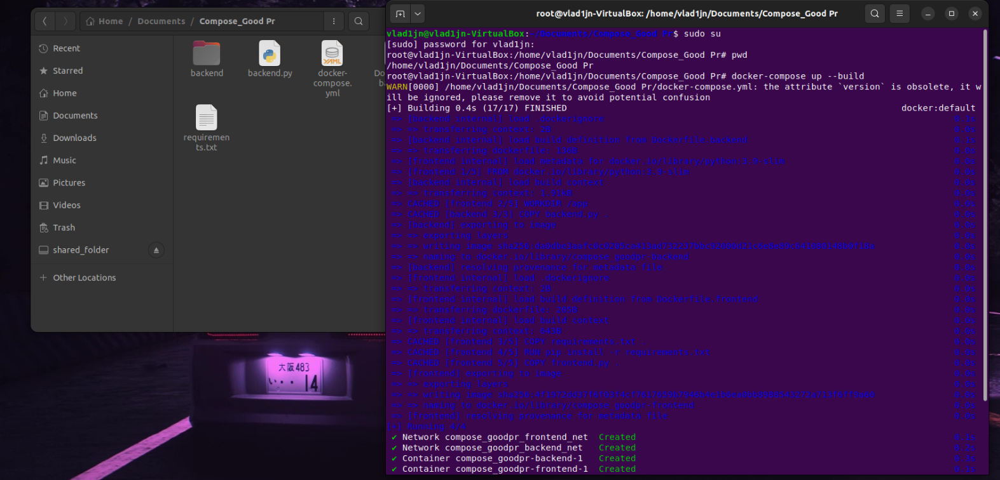 Home / Documents / Compose_Good Pr
Recent
Starred
Home
Documents
Downloads
Music
Pictures
Videos
Trash
shared_folder
Other Locations
backend
backend.py
docker-
compose.
yml
Do
b
requiremen
ts.txt
大阪 483
14
root@vlad1jn-VirtualBox: /home/vlad1jn/Documents/Compose_Good Pr
vlad1jn@vlad1jn-VirtualBox:~/Documents/Compose_Good Pr$ sudo su
[sudo] password for vlad1jn:
root@vlad1jn-VirtualBox:/home/vlad1jn/Documents/Compose_Good Pr# pwd
/home/vlad1jn/Documents/Compose_Good Pr
root@vlad1jn-VirtualBox:/home/vlad1jn/Documents/Compose_Good Pr# docker-compose up --build
WARN[0000] /home/vlad1jn/Documents/Compose_Good Pr/docker-compose.yml: the attribute `version` is obsolete, it w
ill be ignored, please remove it to avoid potential confusion
[+] Building 0.4s (17/17) FINISHED docker:default
=> [backend internal] load .dockerignore 0.1s
=> => transferring context: 2B 0.0s
=> [backend internal] load build definition from Dockerfile.backend 0.1s
=> => transferring dockerfile: 136B 0.0s
=> [frontend internal] load metadata for docker.io/library/python:3.9-slim 0.0s
=> [frontend 1/5] FROM docker.io/library/python:3.9-slim 0.0s
=> [backend internal] load build context 0.0s
=> => transferring context: 1.91kB 0.0s
=> CACHED [frontend 2/5] WORKDIR /app 0.0s
=> CACHED [backend 3/3] COPY backend.py . 0.0s
=> [backend] exporting to image 0.0s
=> => exporting layers 0.0s
=> => writing image 0.0s
=> => naming to docker.io/library/compose_goodpr-backend 0.0s
=> [backend] resolving provenance for metadata file 0.0s
=> [frontend internal] load .dockerignore 0.0s
=> => transferring context: 2B 0.0s
=> [frontend internal] load build definition from Dockerfile.frontend 0.0s
=> => transferring dockerfile: 0.0s
=> [frontend internal] load build context 0.0s
=> => transferring context: 64B 0.0s
=> CACHED [frontend 3/5] COPY requirements.txt . 0.0s
=> CACHED [frontend 4/5] RUN pip install -r requirements.txt 0.0s
=> CACHED [frontend 5/5] COPY frontend.py . 0.0s
=> [frontend] exporting to image 0.0s
=> => exporting layers 0.0s
=> => writing image 0.0s
=> => naming to docker.io/library/compose_goodpr-frontend 0.0s
=> [frontend] resolving provenance for metadata file 0.0s
[+] Running 4/4
✔ Network compose_goodpr_frontend_net Created 0.1s
✔ Network compose_goodpr_backend_net Created 0.2s
✔ Container compose_goodpr-backend-1 Created 0.3s
✔ Container compose_goodpr-frontend-1 Created 0.1s